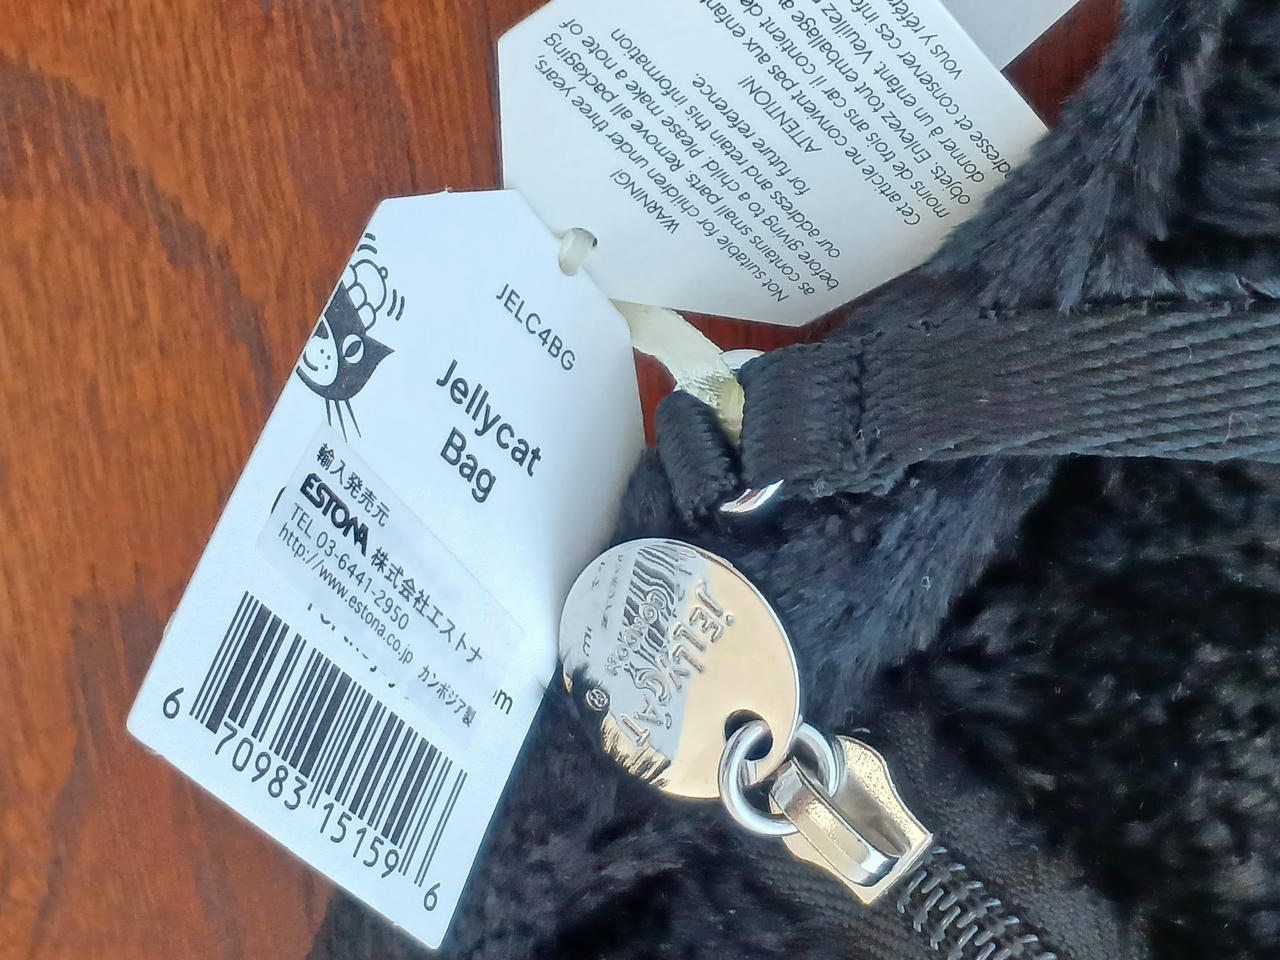 JELC4BG
Jellycat
Bag
輸入発売元
ESTONA 株式会社エストナ
TEL 03-6441-2950
http://www.estona.co.jp カンボジア製
6 70983 15159 6
WARNING!
Not suitable for children under three years
as contains small parts. Remove all packaging
before giving to a child. Please make a note of
our address and retain this information
for future reference.
ATTENTION!
Cet article ne convient pas aux enfan
moins de trois ans car il contient de
objets. Enlevez tout emballage a
donner à un enfant. Veuillez
adresse et conserver ces info
vous y référe
JELLYCAT